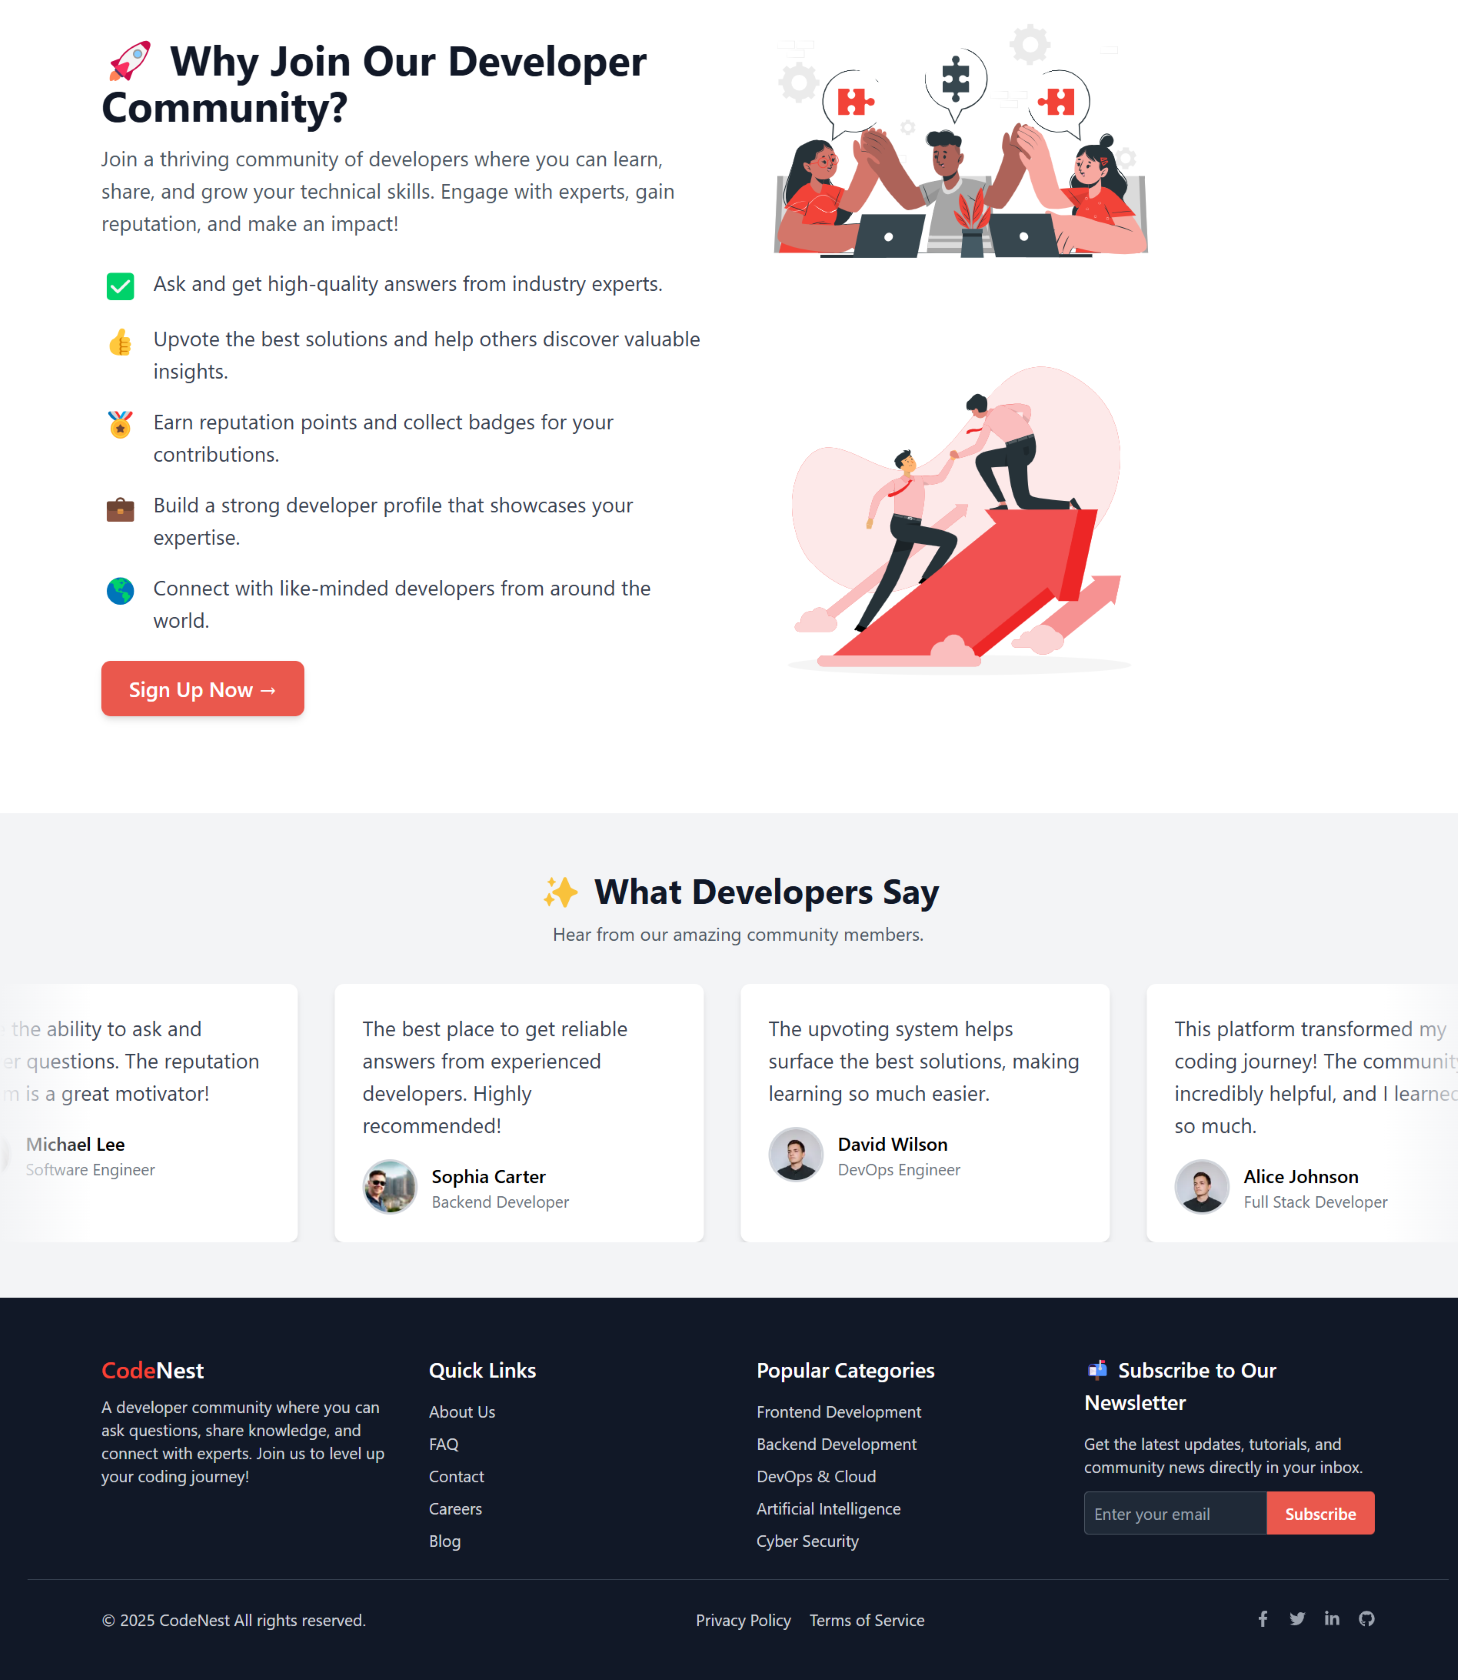 🚀 Why Join Our Developer
Community?
Join a thriving community of developers where you can learn,
share, and grow your technical skills. Engage with experts, gain
reputation, and make an impact!
✅ Ask and get high-quality answers from industry experts.
👍 Upvote the best solutions and help others discover valuable
insights.
🏅 Earn reputation points and collect badges for your
contributions.
💼 Build a strong developer profile that showcases your
expertise.
🌎 Connect with like-minded developers from around the
world.
Sign Up Now →
✨ What Developers Say
Hear from our amazing community members.
the ability to ask and
er questions. The reputation
m is a great motivator!
Michael Lee
Software Engineer
The best place to get reliable
answers from experienced
developers. Highly
recommended!
Sophia Carter
Backend Developer
The upvoting system helps
surface the best solutions, making
learning so much easier.
David Wilson
DevOps Engineer
This platform transformed my
coding journey! The community
incredibly helpful, and I learned
so much.
Alice Johnson
Full Stack Developer
CodeNest
A developer community where you can
ask questions, share knowledge, and
connect with experts. Join us to level up
your coding journey!
Quick Links
About Us
FAQ
Contact
Careers
Blog
Popular Categories
Frontend Development
Backend Development
DevOps & Cloud
Artificial Intelligence
Cyber Security
📬 Subscribe to Our
Newsletter
Get the latest updates, tutorials, and
community news directly in your inbox.
Enter your email
Subscribe
© 2025 CodeNest All rights reserved.
Privacy Policy
Terms of Service